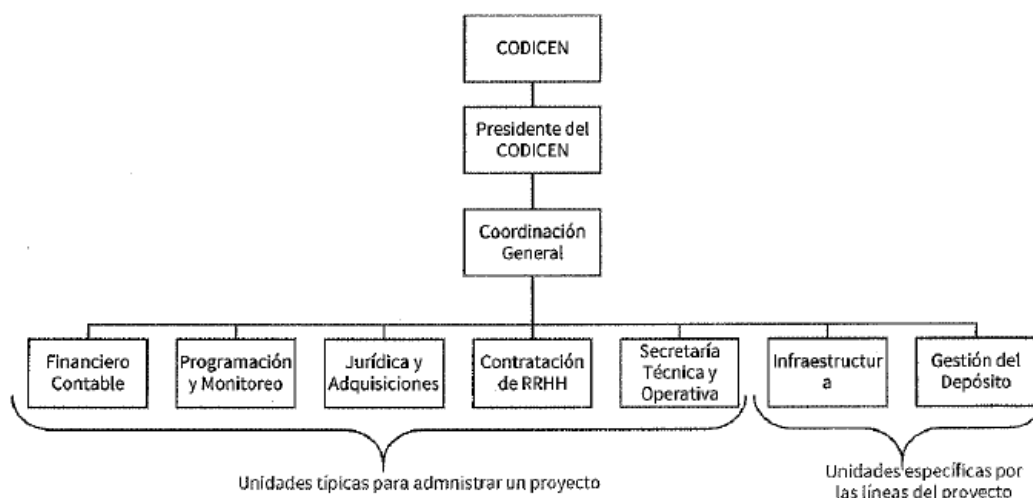 CODICEN
Presidente del
CODICEN
Coordinación
General
Financiero
Contable
Programación
y Monitoreo
Jurídica y
Adquisiciones
Contratación
de RRHH
Secretaría
Técnica y
Operativa
Infraestructur
a
Gestión del
Depósito
Unidades típicas para admnistrar un proyecto
Unidades específicas por
las líneas del proyecto